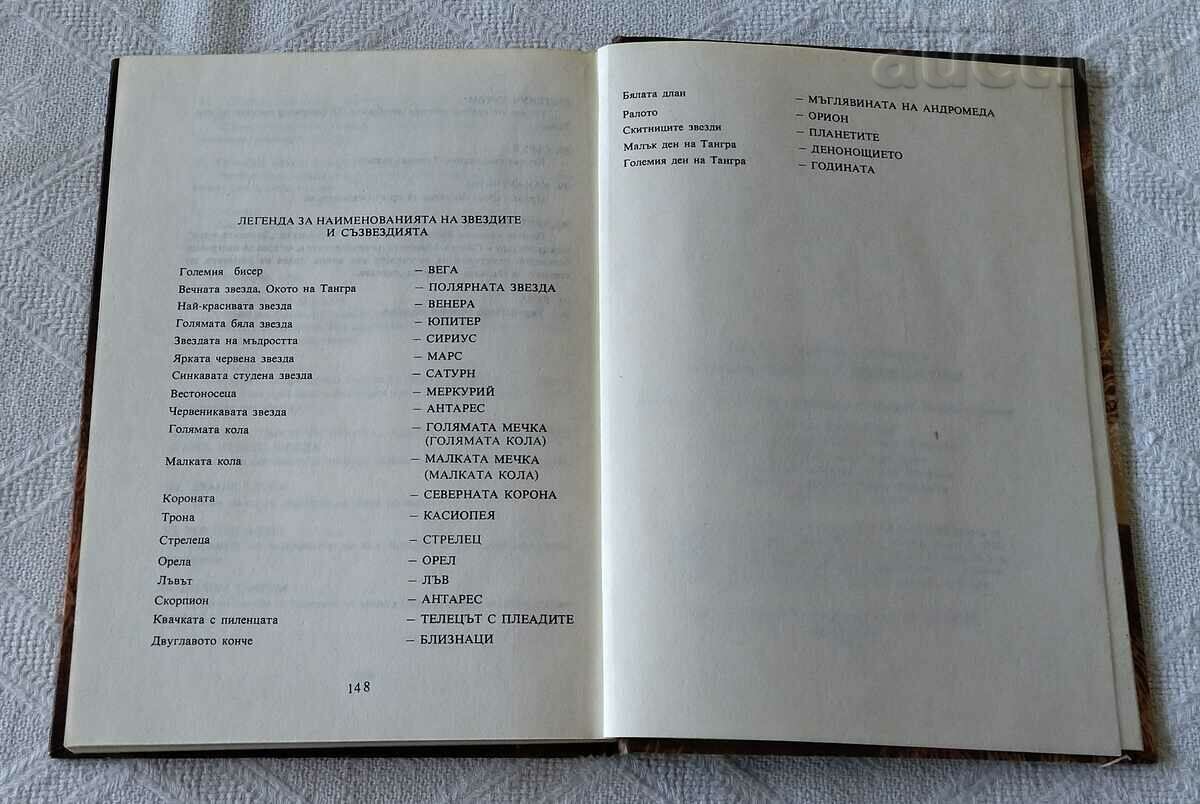 ЛЕГЕНДА ЗА НАИМЕНОВАНИЯТА НА ЗВЕЗДИТЕ
И СЪЗВЕЗДИЯТА
Големия бисер – ВЕГА
Вечната звезда, Окото на Тангра – ПОЛЯРНАТА ЗВЕЗДА
Най-красивата звезда – ВЕНЕРА
Голямата бяла звезда – ЮПИТЕР
Звездата на мъдростта – СИРИУС
Ярката червена звезда – МАРС
Синкавата студена звезда – САТУРН
Вестоносеца – МЕРКУРИЙ
Червеникавата звезда – АНТАРЕС
Голямата кола – ГОЛЯМАТА МЕЧКА
(ГОЛЯМАТА КОЛА)
Малката кола – МАЛКАТА МЕЧКА
(МАЛКАТА КОЛА)
Короната – СЕВЕРНАТА КОРОНА
Трона – КАСИОПЕЯ
Стрелеца – СТРЕЛЕЦ
Орела – ОРЕЛ
Лъвът – ЛЪВ
Скорпион – АНТАРЕС
Квачката с пиленцата – ТЕЛЕЦЪТ С ПЛЕАДИТЕ
Двуглавото конче – БЛИЗНАЦИ
148
Бялата длан – МЪГЛЯВИНАТА НА АНДРОМЕДА
Ралото – ОРИОН
Скитниците звезди – ПЛАНЕТИТЕ
Малък ден на Тангра – ДЕНОНОЩИЕТО
Големия ден на Тангра – ГОДИНАТА